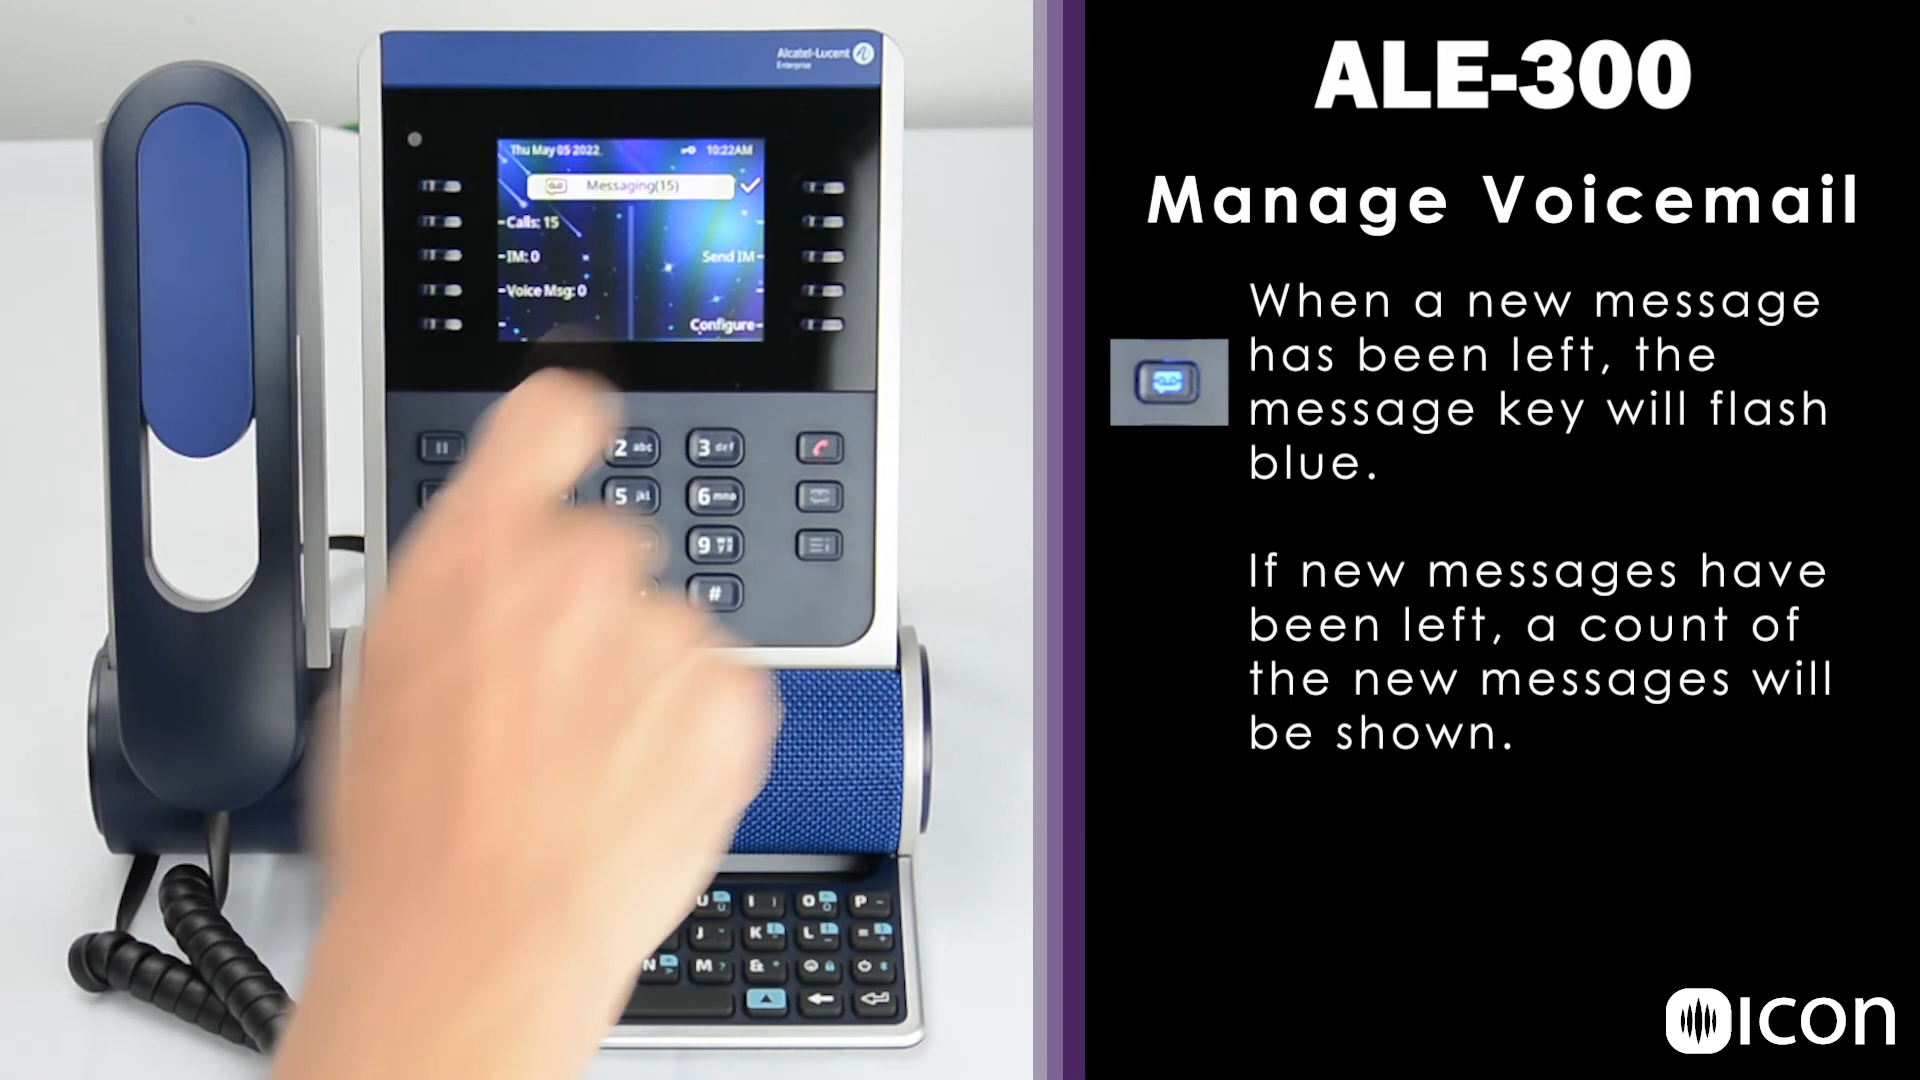 Alcatel-Lucent
Enterprise
Thu May 05 2022 10:22AM
Messaging(15)
Calls: 15
IM: 0 Send IM
Voice Msg: 0
Configure
2 abc 3 def
5 jkl 6 mno
9
#
U I O P
J K L
N M ? &
ALE-300
Manage Voicemail
When a new message
has been left, the
message key will flash
blue.
If new messages have
been left, a count of
the new messages will
be shown.
icon